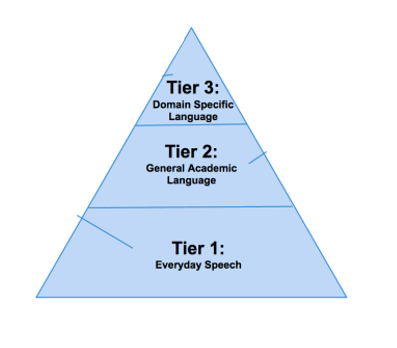 Tier 3:
Domain Specific
Language
Tier 2:
General Academic
Language
Tier 1:
Everyday Speech